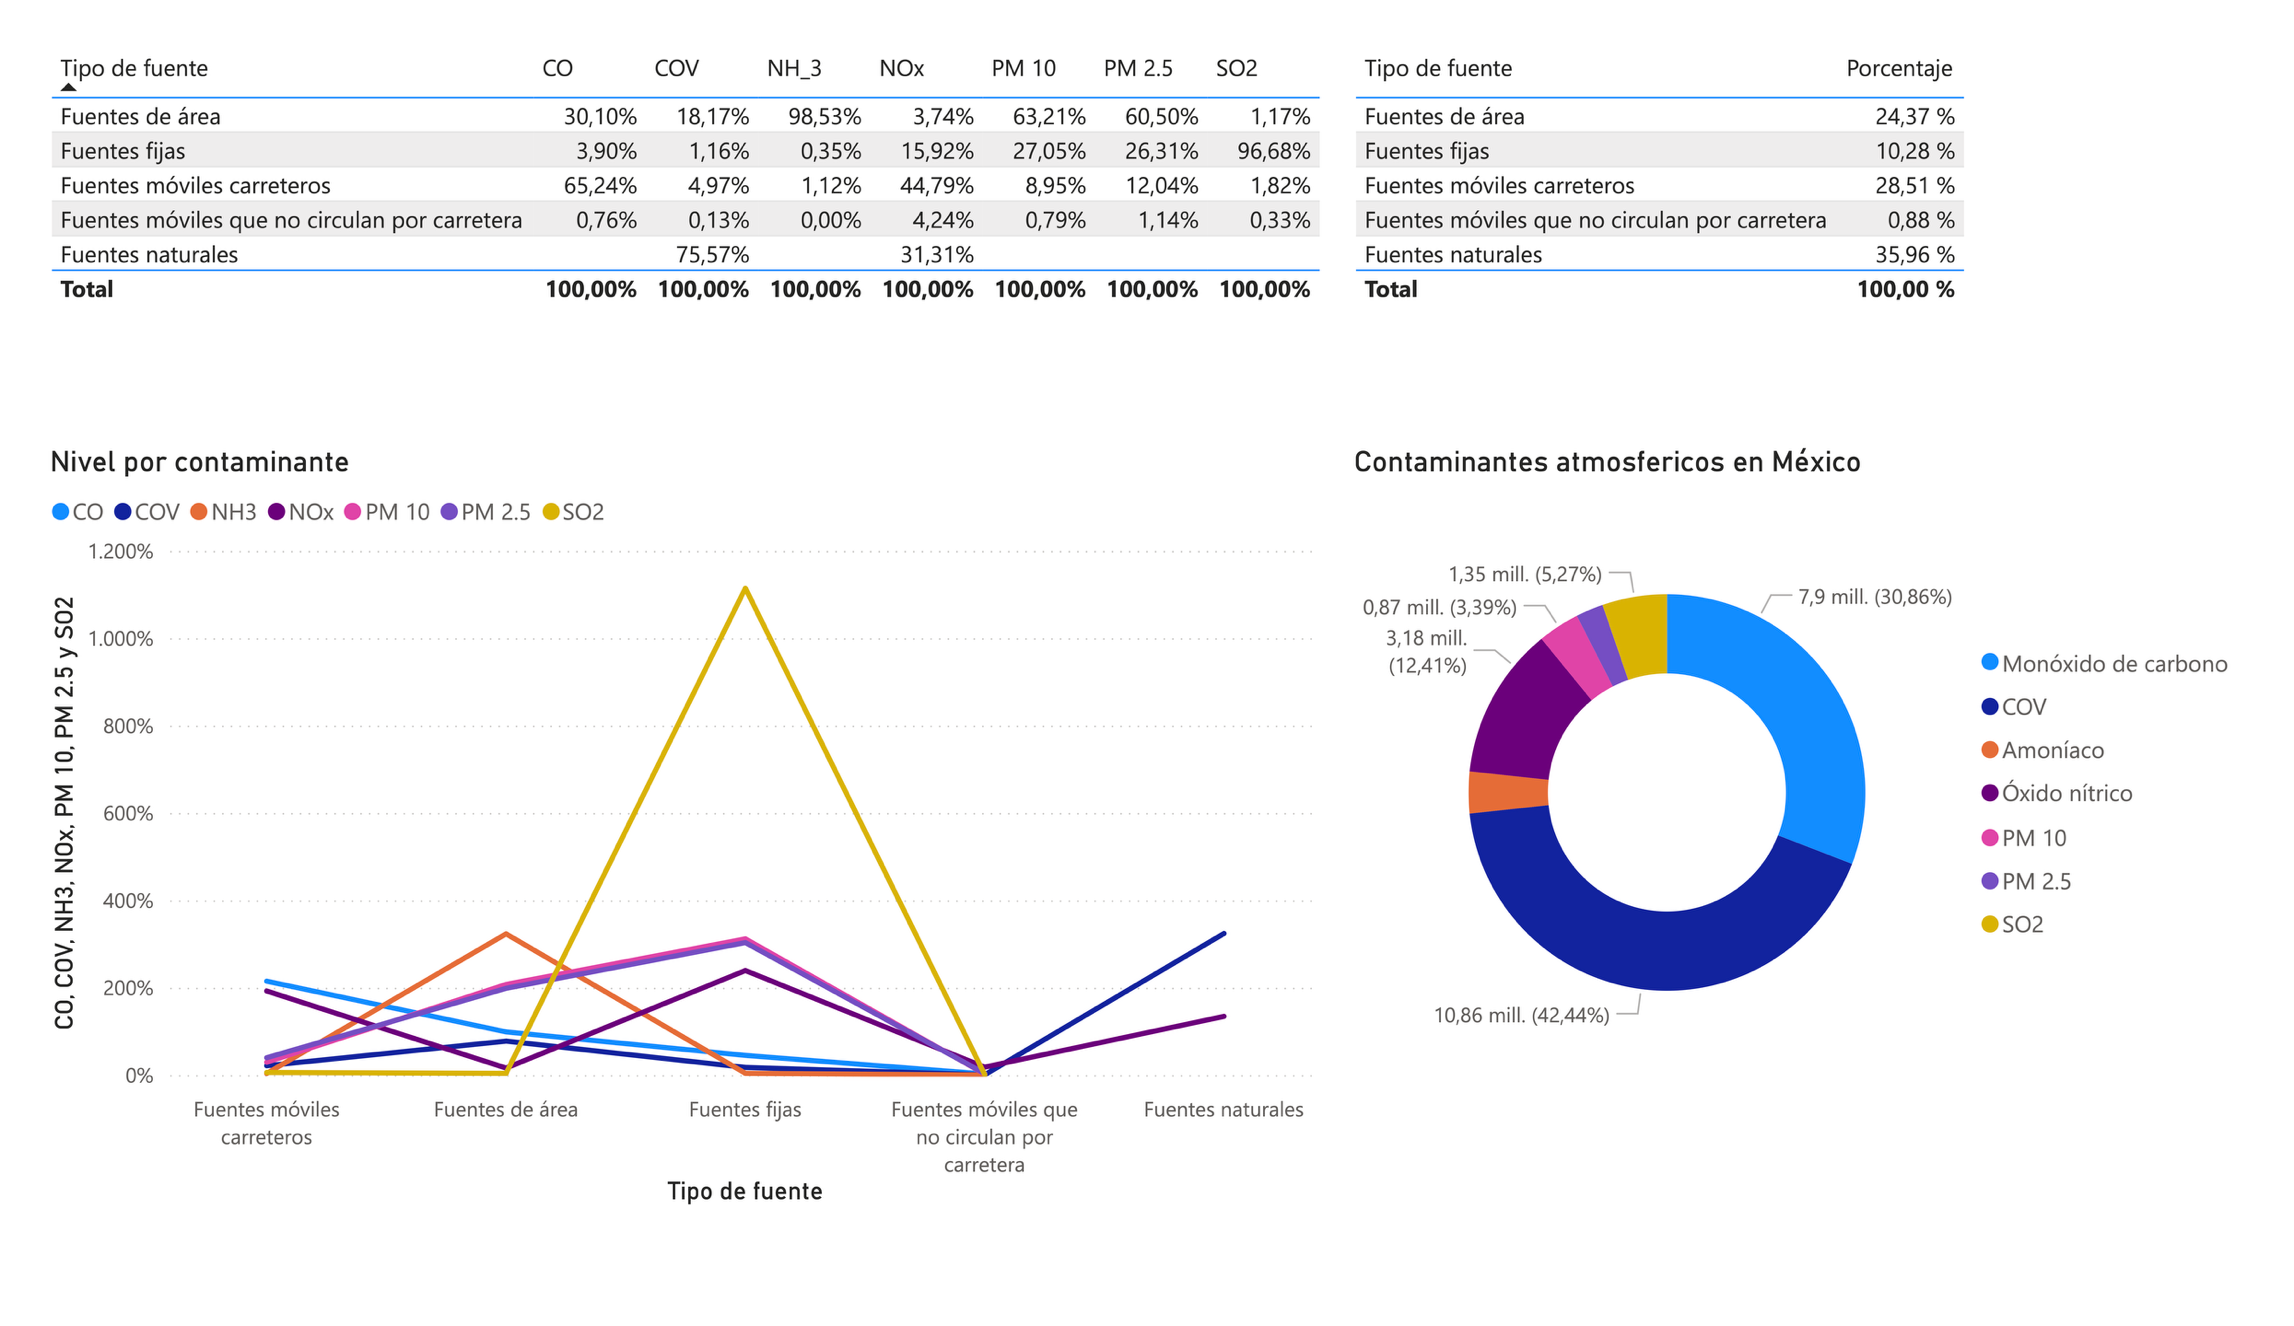 Tipo de fuente CO COV NH_3 NOx PM 10 PM 2.5 SO2
Fuentes de área 30,10% 18,17% 98,53% 3,74% 63,21% 60,50% 1,17%
Fuentes fijas 3,90% 1,16% 0,35% 15,92% 27,05% 26,31% 96,68%
Fuentes móviles carreteros 65,24% 4,97% 1,12% 44,79% 8,95% 12,04% 1,82%
Fuentes móviles que no circulan por carretera 0,76% 0,13% 0,00% 4,24% 0,79% 1,14% 0,33%
Fuentes naturales 75,57% 31,31%
Total 100,00% 100,00% 100,00% 100,00% 100,00% 100,00% 100,00%
Tipo de fuente Porcentaje
Fuentes de área 24,37 %
Fuentes fijas 10,28 %
Fuentes móviles carreteros 28,51 %
Fuentes móviles que no circulan por carretera 0,88 %
Fuentes naturales 35,96 %
Total 100,00 %
Nivel por contaminante
CO COV NH3 NOx PM 10 PM 2.5 SO2
CO, COV, NH3, NOx, PM 10, PM 2.5 y SO2
1.200%
1.000%
800%
600%
400%
200%
0%
Fuentes móviles
carreteros
Fuentes de área
Fuentes fijas
Fuentes móviles que
no circulan por
carretera
Fuentes naturales
Tipo de fuente
Contaminantes atmosfericos en México
1,35 mill. (5,27%)
0,87 mill. (3,39%)
3,18 mill.
(12,41%)
7,9 mill. (30,86%)
10,86 mill. (42,44%)
Monóxido de carbono
COV
Amoníaco
Óxido nítrico
PM 10
PM 2.5
SO2